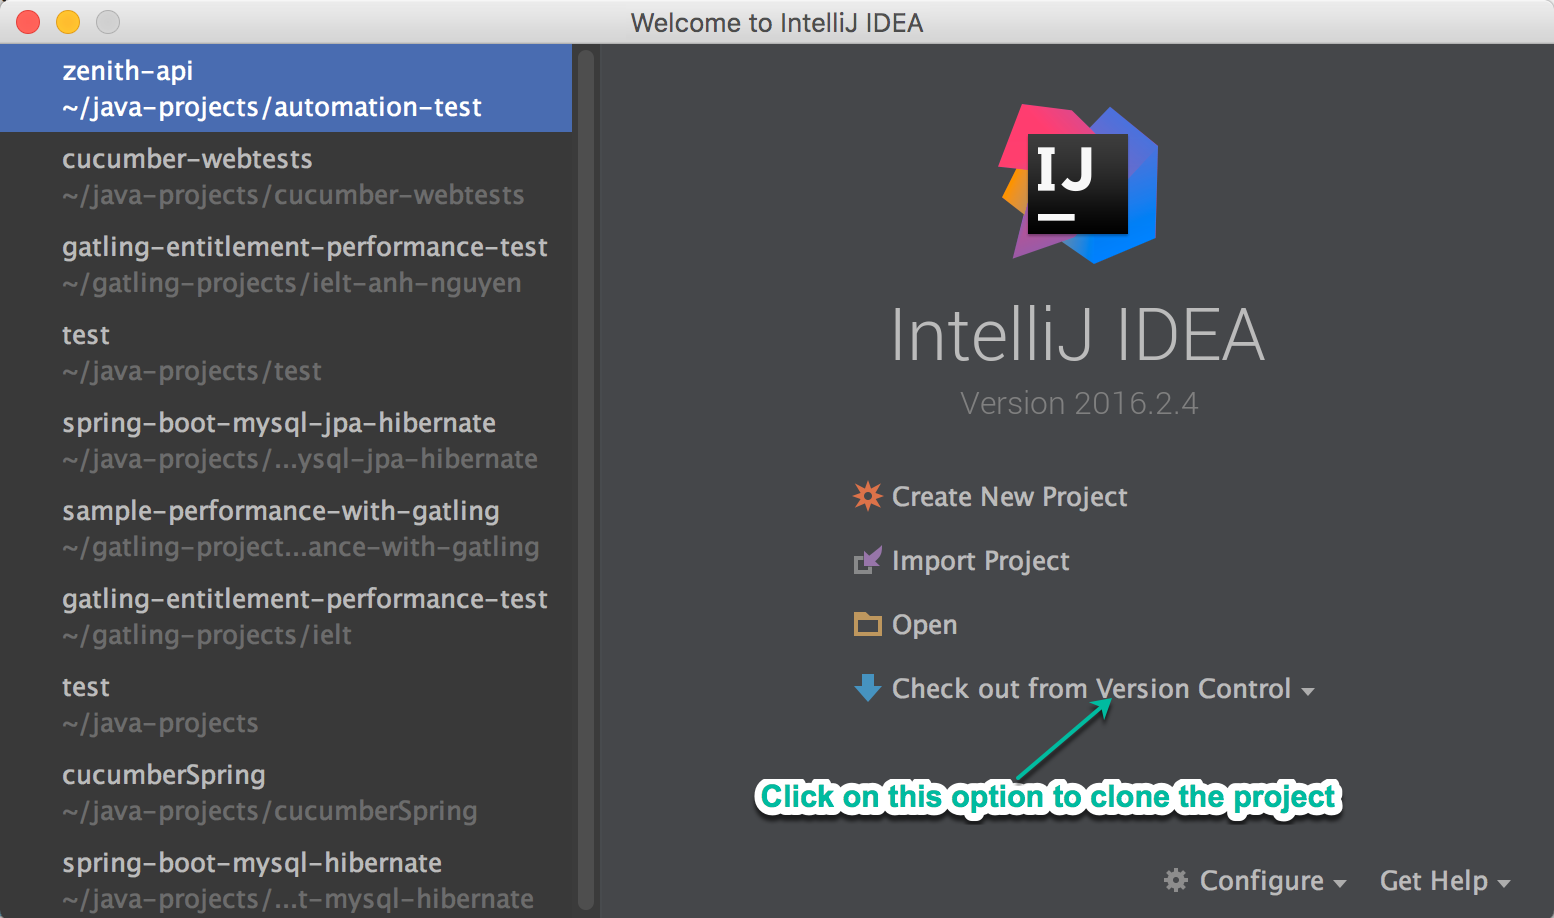 Welcome to IntelliJ IDEA
zenith-api
~/java-projects/automation-test
cucumber-webtests
~/java-projects/cucumber-webtests
gatling-entitlement-performance-test
~/gatling-projects/ielt-anh-nguyen
test
~/java-projects/test
spring-boot-mysql-jpa-hibernate
~/java-projects/...ysql-jpa-hibernate
sample-performance-with-gatling
~/gatling-project...ance-with-gatling
gatling-entitlement-performance-test
~/gatling-projects/ielt
test
~/java-projects
cucumberSpring
~/java-projects/cucumberSpring
spring-boot-mysql-hibernate
~/java-projects/...t-mysql-hibernate
IJ
IntelliJ IDEA
Version 2016.2.4
Create New Project
Import Project
Open
Check out from Version Control
Click on this option to clone the project
Configure
Get Help